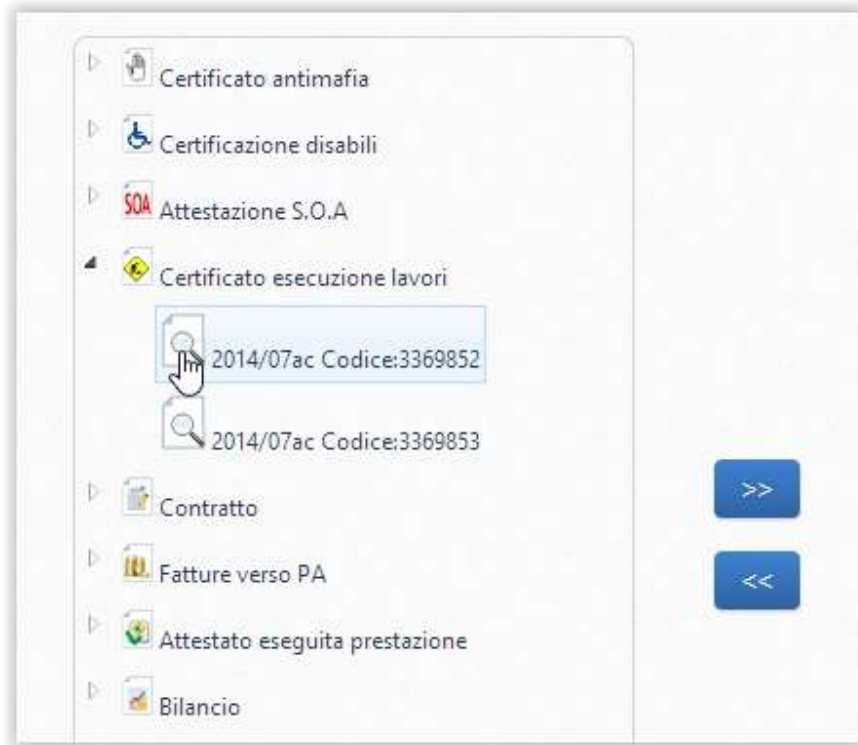 Certificato antimafia
Certificazione disabili
SOA Attestazione S.O.A
Certificato esecuzione lavori
2014/07ac Codice:3369852
2014/07ac Codice:3369853
Contratto
>>
Fatture verso PA
<<
Attestato eseguita prestazione
Bilancio